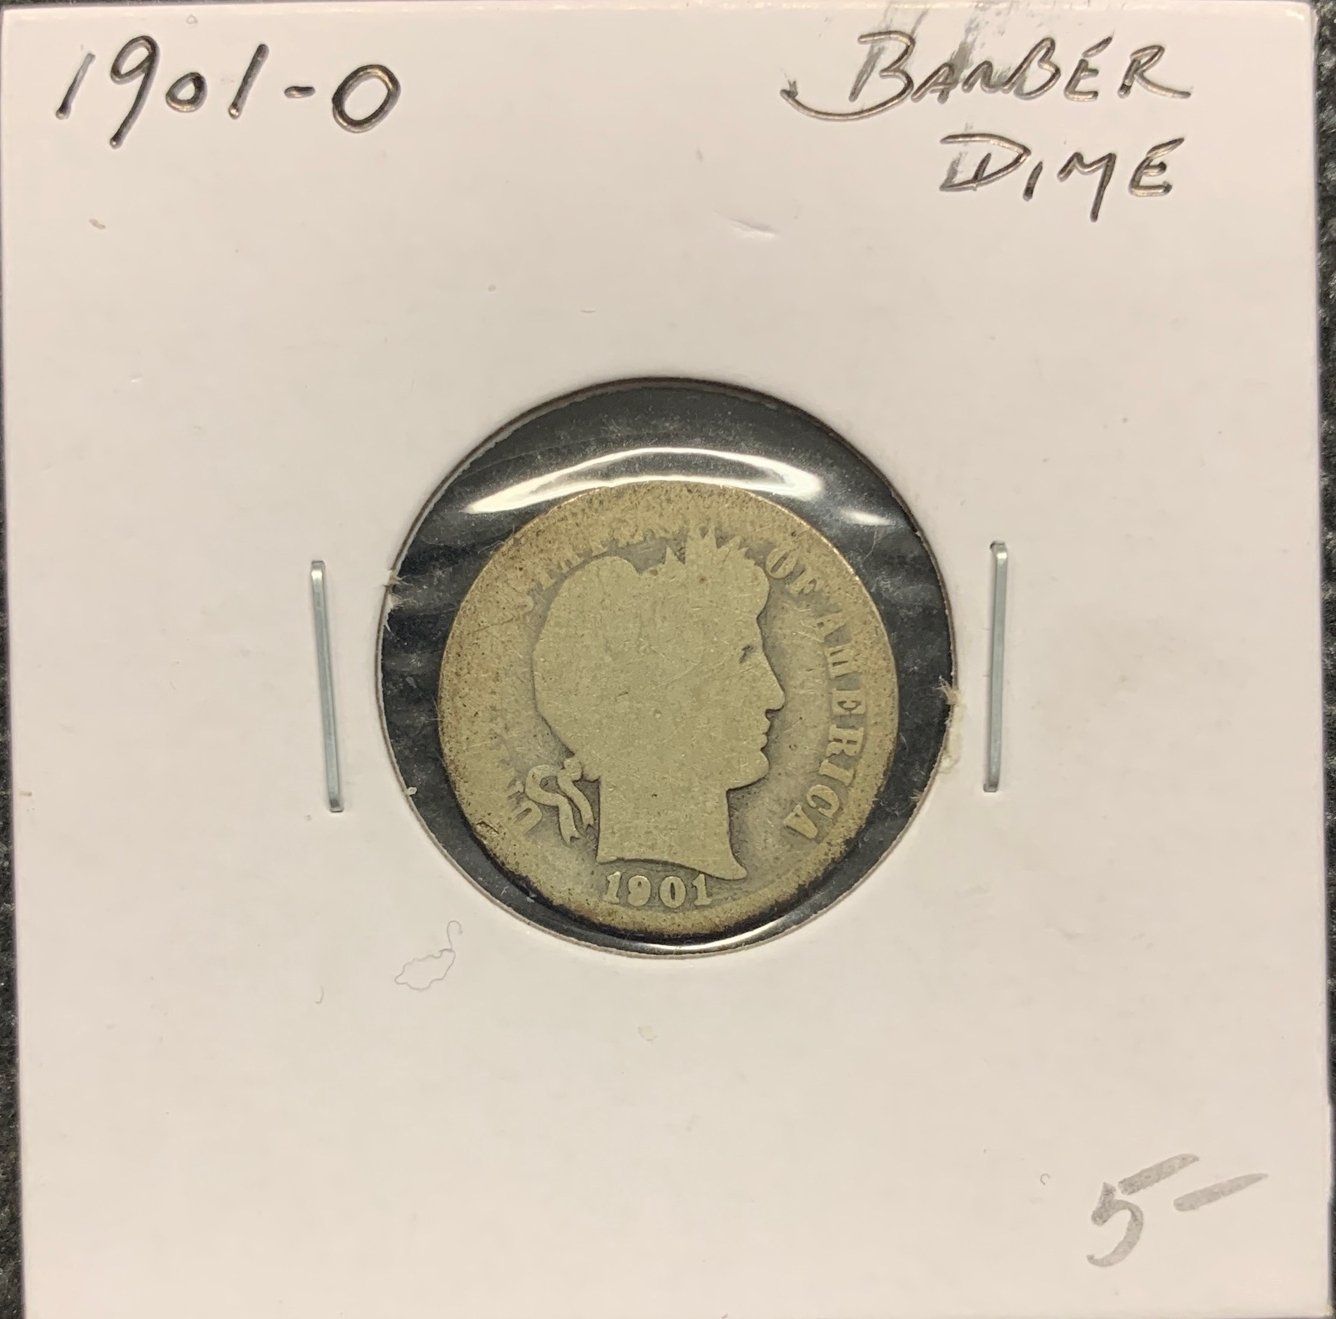 1901-O
BARBER
DIME
OF AMERICA
1901
5-